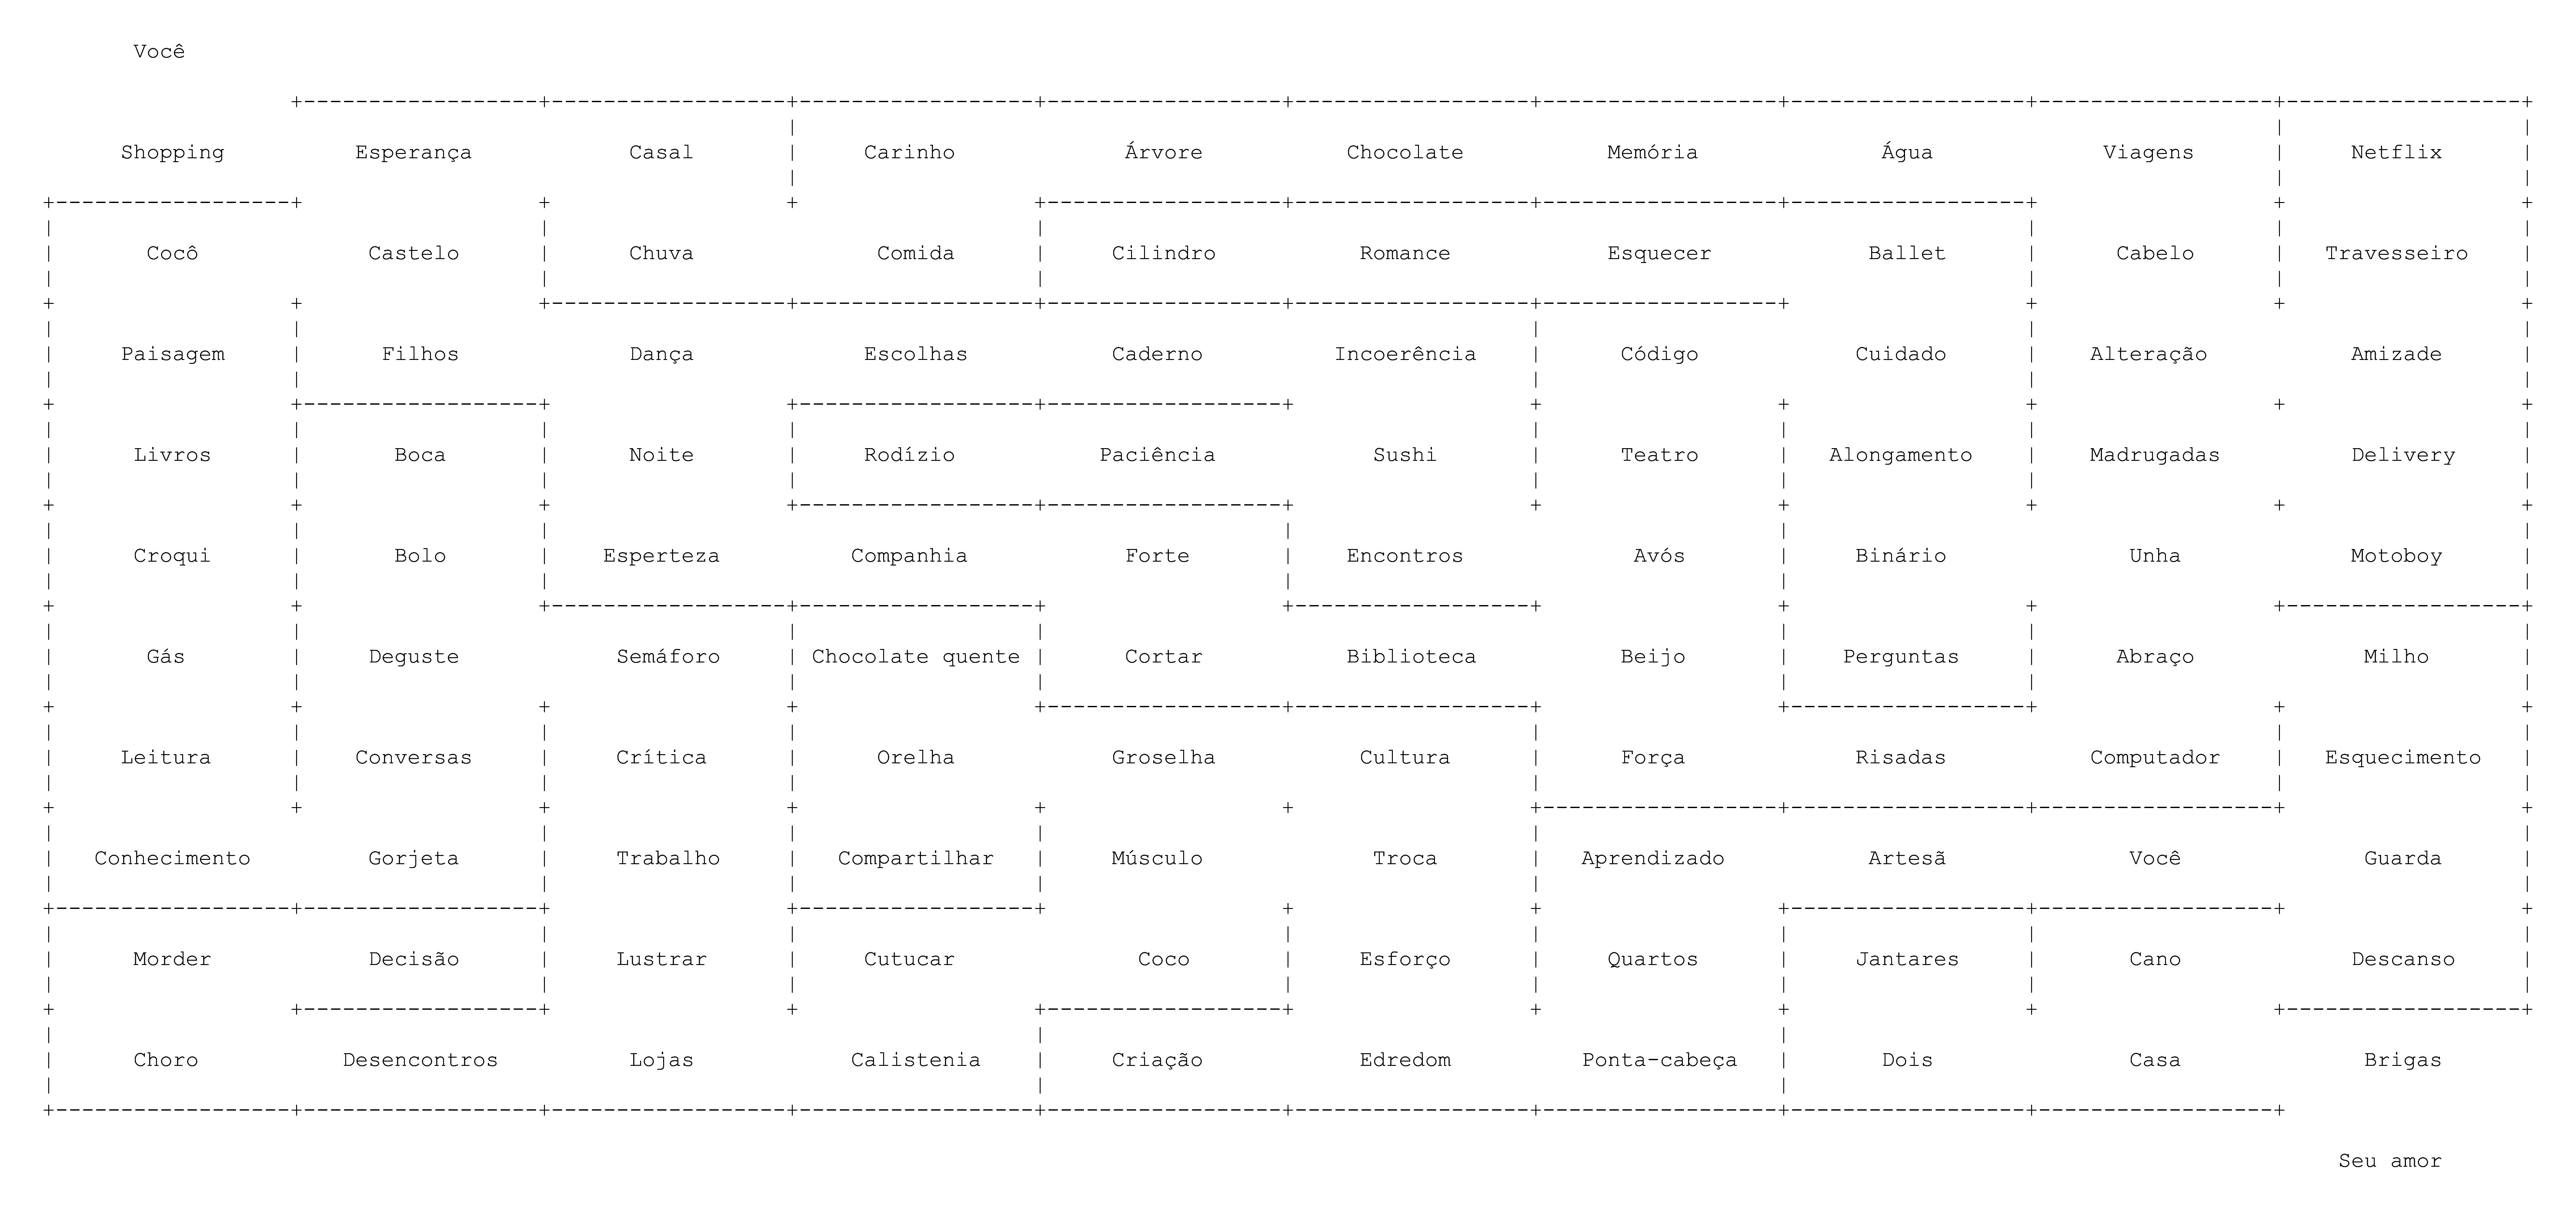 Você
Shopping Esperança Casal Carinho Árvore Chocolate Memória Água Viagens Netflix
Cocô Castelo Chuva Comida Cilindro Romance Esquecer Ballet Cabelo Travesseiro
Paisagem Filhos Dança Escolhas Caderno Incoerência Código Cuidado Alteração Amizade
Livros Boca Noite Rodízio Paciência Sushi Teatro Alongamento Madrugadas Delivery
Croqui Bolo Esperteza Companhia Forte Encontros Avós Binário Unha Motoboy
Gás Deguste Semáforo Chocolate quente Cortar Biblioteca Beijo Perguntas Abraço Milho
Leitura Conversas Crítica Orelha Groselha Cultura Força Risadas Computador Esquecimento
Conhecimento Gorjeta Trabalho Compartilhar Músculo Troca Aprendizado Artesã Você Guarda
Morder Decisão Lustrar Cutucar Coco Esforço Quartos Jantares Cano Descanso
Choro Desencontros Lojas Calistenia Criação Edredom Ponta-cabeça Dois Casa Brigas
Seu amor